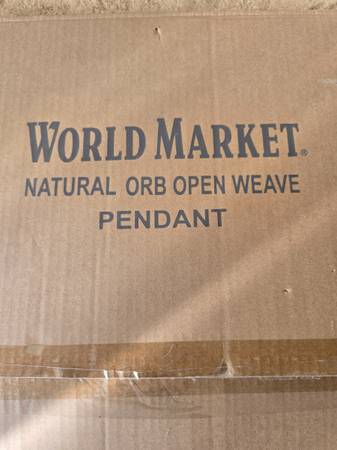 WORLD MARKET®
NATURAL ORB OPEN WEAVE
PENDANT